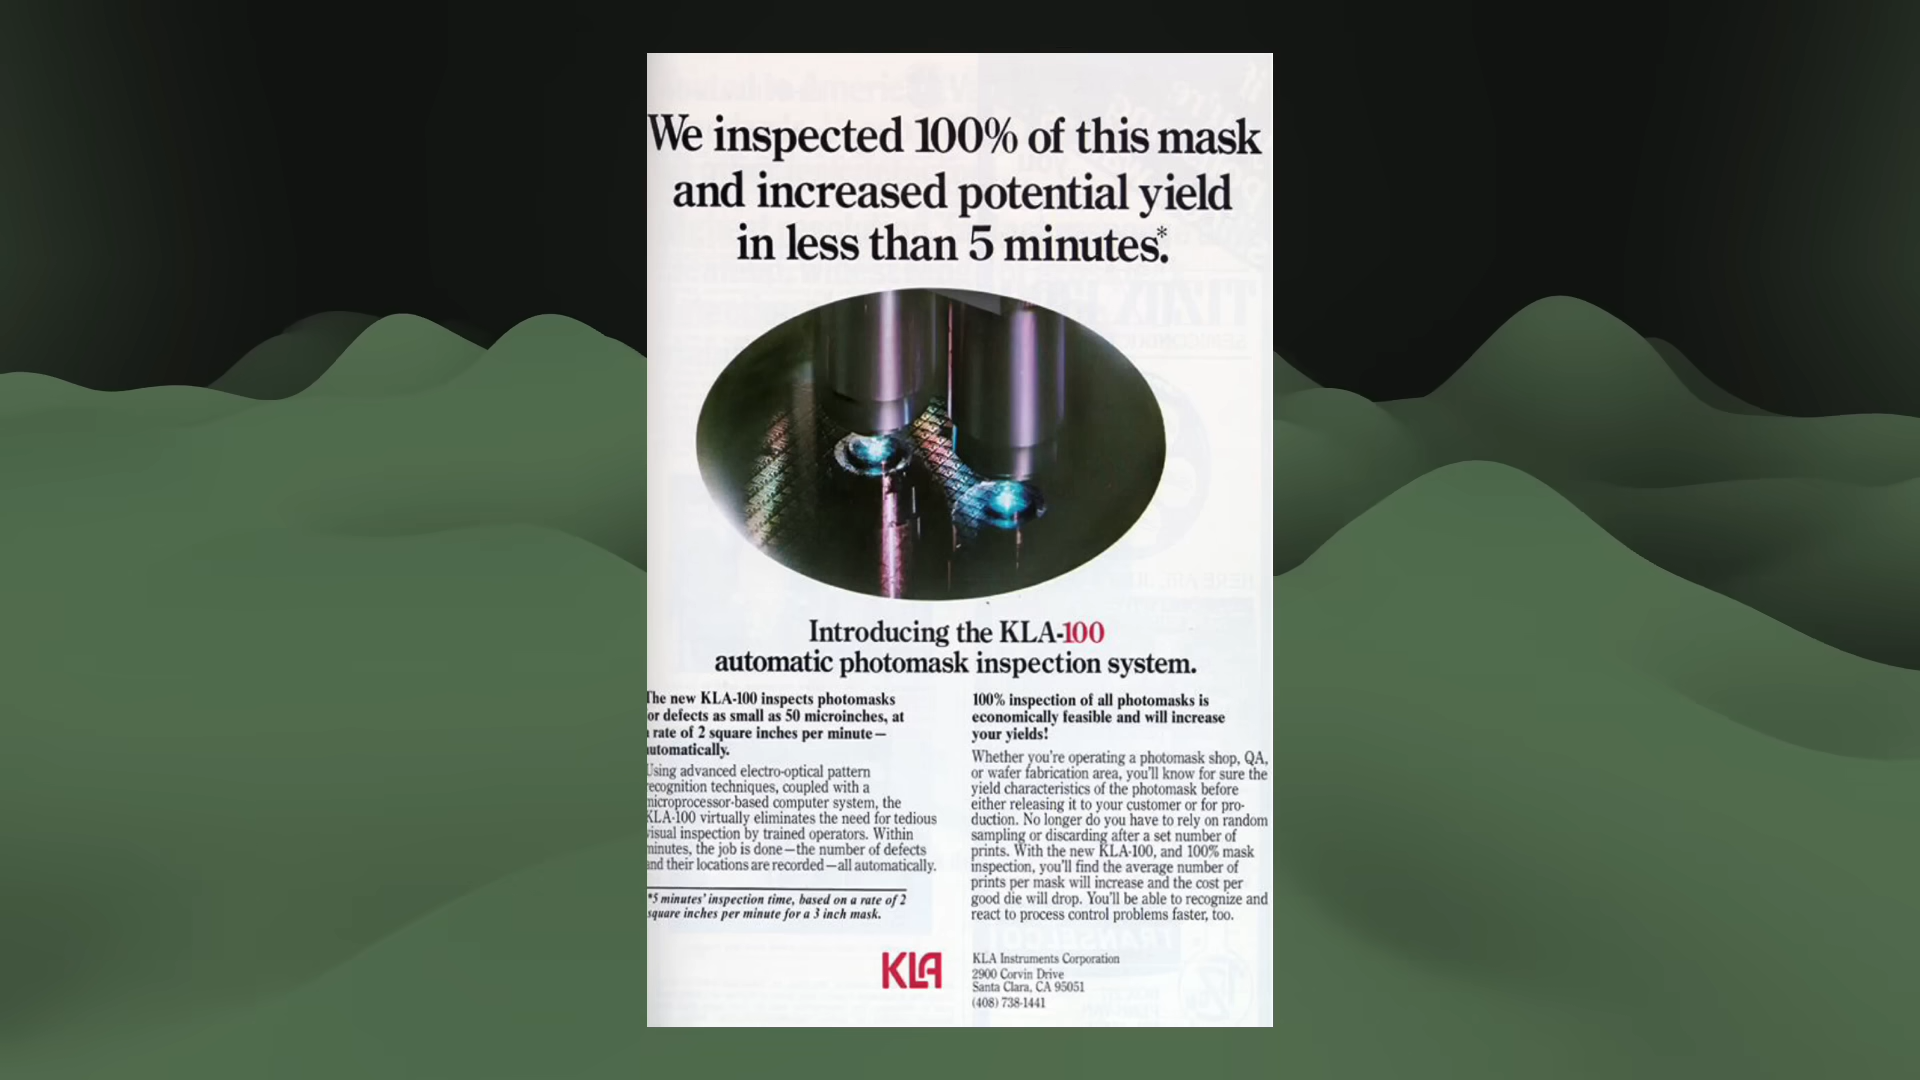 We inspected 100% of this mask
and increased potential yield
in less than 5 minutes*.
Introducing the KLA-100
automatic photomask inspection system.
The new KLA-100 inspects photomasks
or defects as small as 50 microinches, at
rate of 2 square inches per minute—
utomatically.
Using advanced electro-optical pattern
ecognition techniques, coupled with a
microprocessor-based computer system, the
KLA-100 virtually eliminates the need for tedious
visual inspection by trained operators. Within
minutes, the job is done—the number of defects
and their locations are recorded—all automatically.
*5 minutes' inspection time, based on a rate of 2
square inches per minute for a 3 inch mask.
100% inspection of all photomasks is
economically feasible and will increase
your yields!
Whether you're operating a photomask shop, QA,
or wafer fabrication area, you'll know for sure the
yield characteristics of the photomask before
either releasing it to your customer or for pro-
duction. No longer do you have to rely on random
sampling or discarding after a set number of
prints. With the new KLA-100, and 100% mask
inspection, you'll find the average number of
prints per mask will increase and the cost per
good die will drop. You'll be able to recognize and
react to process control problems faster, too.
KLA
KLA Instruments Corporation
2900 Corvin Drive
Santa Clara, CA 95051
(408) 738-1441